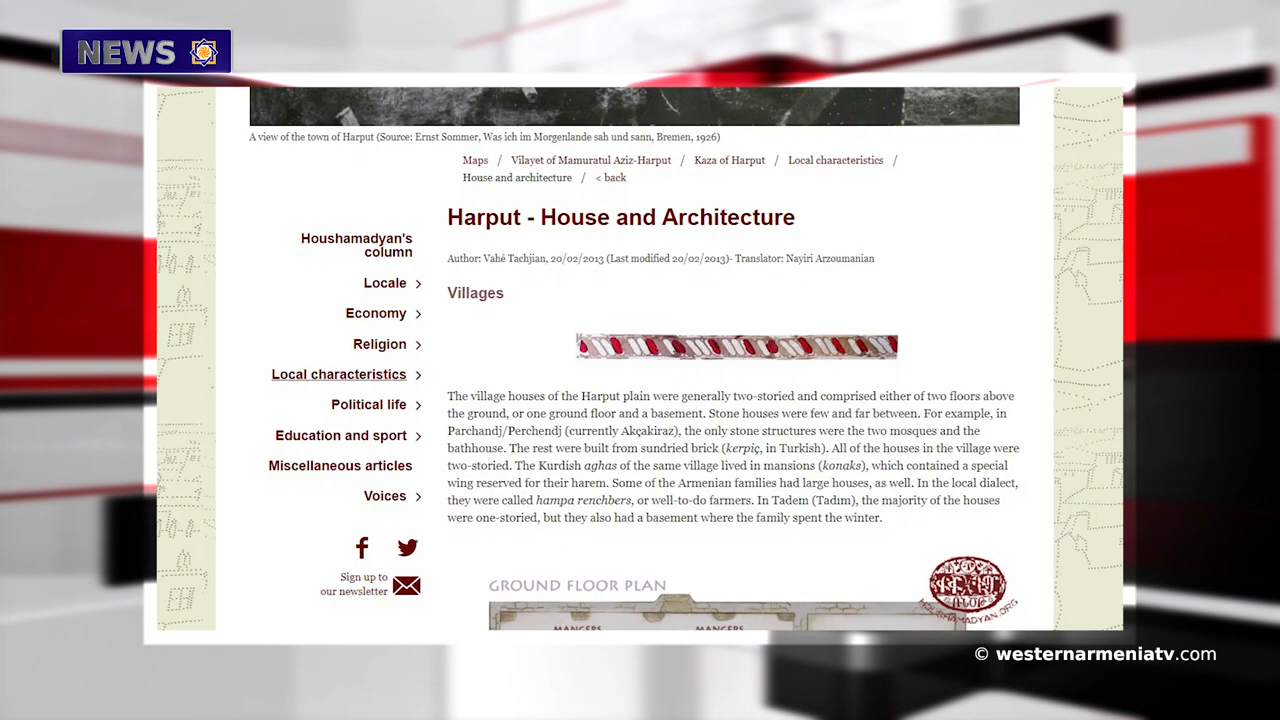 NEWS
A view of the town of Harput (Source: Ernst Sommer, Was ich im Morgenlande sah und sann, Bremen, 1926)
Maps / Vilayet of Mamuratul Aziz-Harput / Kaza of Harput / Local characteristics /
House and architecture / < back
Harput - House and Architecture
Author: Vahé Tachjian, 20/02/2013 (Last modified 20/02/2013)- Translator: Nayiri Arzoumanian
Villages
Houshamadyan's
column
Locale
Economy
Religion
Local characteristics
Political life
Education and sport
Miscellaneous articles
Voices
Sign up to
our newsletter
The village houses of the Harput plain were generally two-storied and comprised either of two floors above
the ground, or one ground floor and a basement. Stone houses were few and far between. For example, in
Parchandj/Perchendj (currently Akçakiraz), the only stone structures were the two mosques and the
bathhouse. The rest were built from sundried brick (kerpiç, in Turkish). All of the houses in the village were
two-storied. The Kurdish aghas of the same village lived in mansions (konaks), which contained a special
wing reserved for their harem. Some of the Armenian families had large houses, as well. In the local dialect,
they were called hampa renchbers, or well-to-do farmers. In Tadem (Tadım), the majority of the houses
were one-storied, but they also had a basement where the family spent the winter.
GROUND FLOOR PLAN
MANGERS MANGERS
HOUSHAMADYAN.ORG
© westernarmeniatv.com